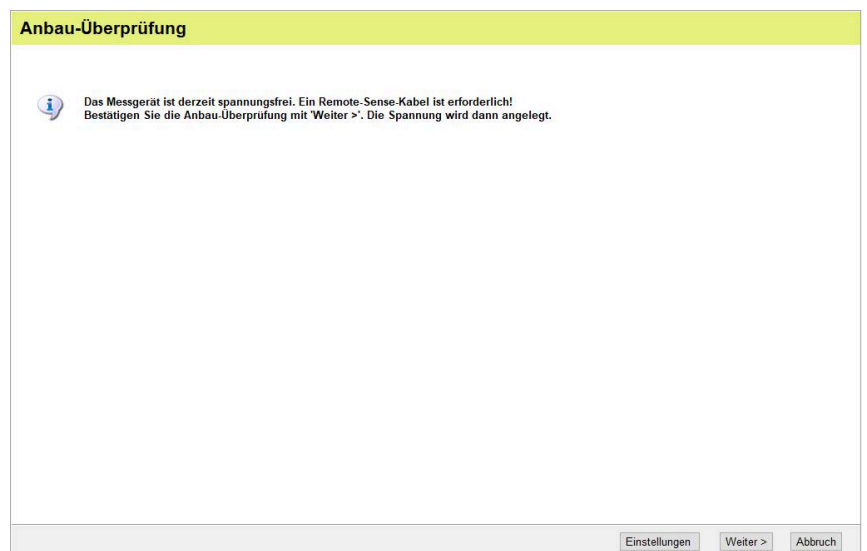 Anbau-Überprüfung
Das Messgerät ist derzeit spannungsfrei. Ein Remote-Sense-Kabel ist erforderlich!
Bestätigen Sie die Anbau-Überprüfung mit 'Weiter >'. Die Spannung wird dann angelegt.
Einstellungen Weiter > Abbruch